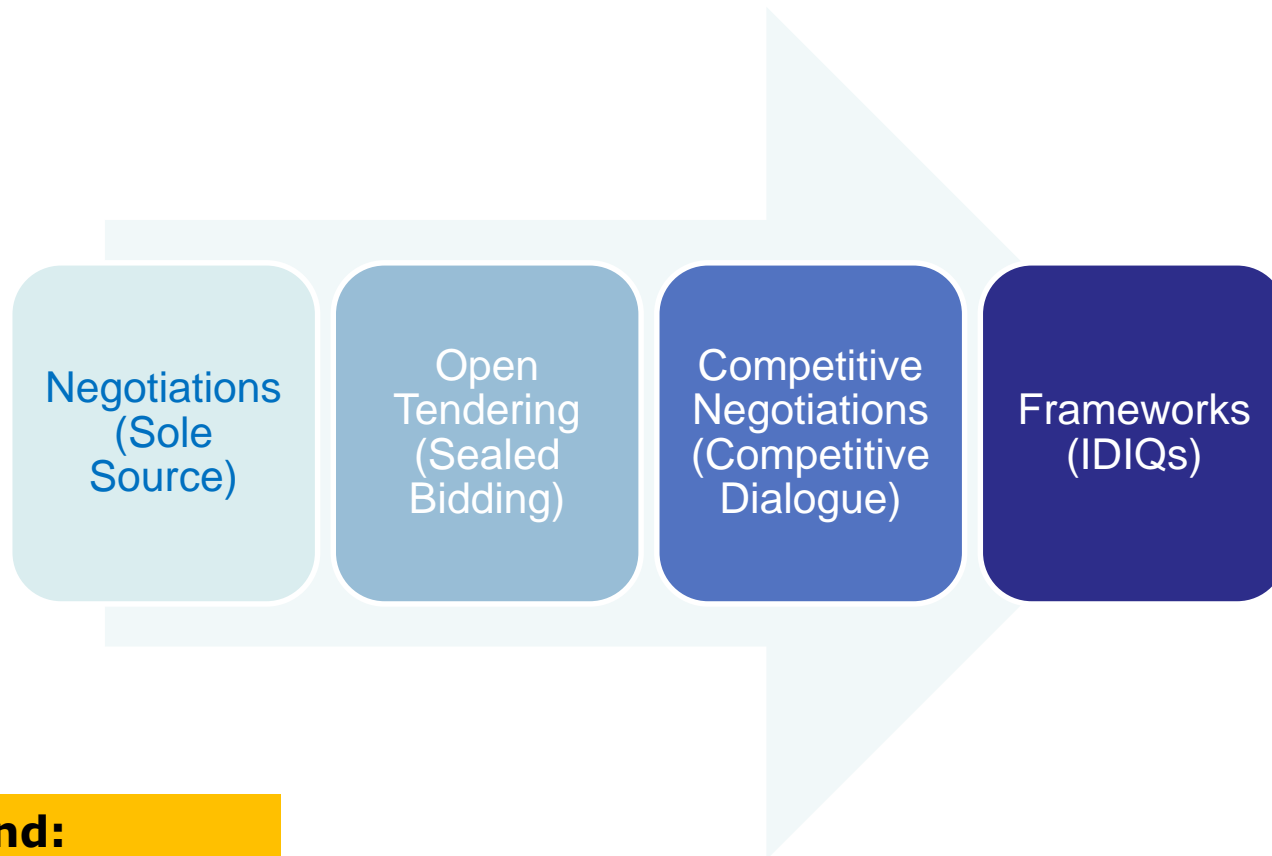 Negotiations
(Sole
Source)
Open
Tendering
(Sealed
Bidding)
Competitive
Negotiations
(Competitive
Dialogue)
Frameworks
(IDIQs)
nd: